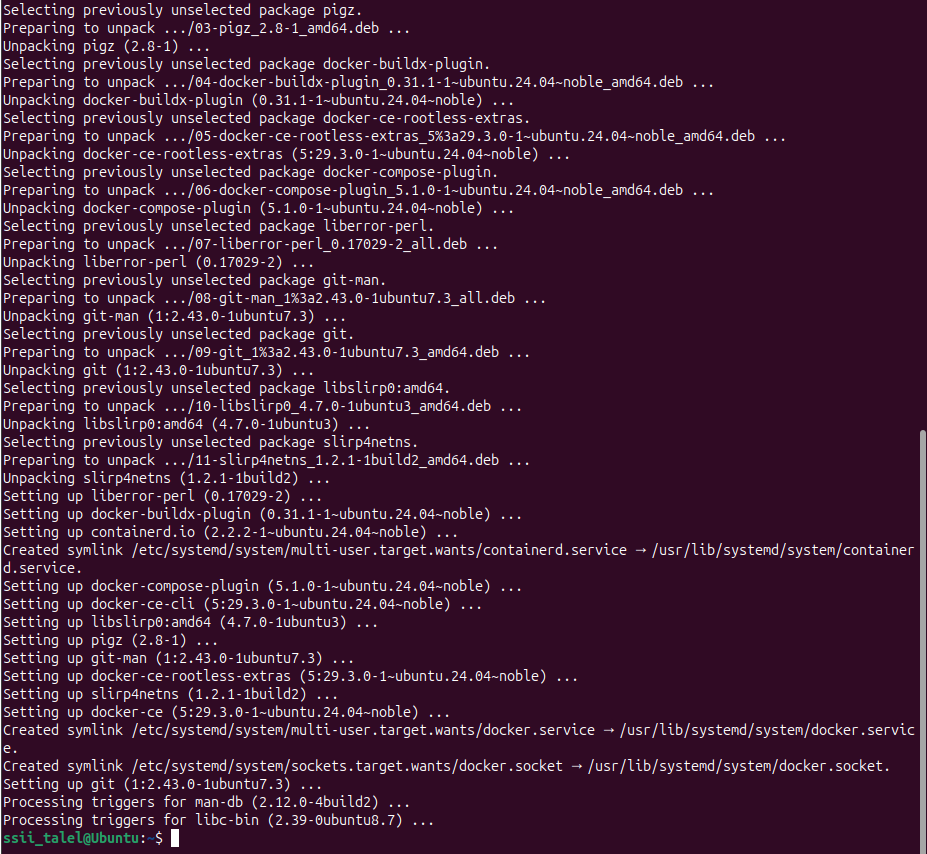 Selecting previously unselected package pigz.
Preparing to unpack .../03-pigz_2.8-1_amd64.deb ...
Unpacking pigz (2.8-1) ...
Selecting previously unselected package docker-buildx-plugin.
Preparing to unpack .../04-docker-buildx-plugin_0.31.1-1~ubuntu.24.04~noble_amd64.deb ...
Unpacking docker-buildx-plugin (0.31.1-1~ubuntu.24.04~noble) ...
Selecting previously unselected package docker-ce-rootless-extras.
Preparing to unpack .../05-docker-ce-rootless-extras_5%3a29.3.0-1~ubuntu.24.04~noble_amd64.deb ...
Unpacking docker-ce-rootless-extras (5:29.3.0-1~ubuntu.24.04~noble) ...
Selecting previously unselected package docker-compose-plugin.
Preparing to unpack .../06-docker-compose-plugin_5.1.0-1~ubuntu.24.04~noble_amd64.deb ...
Unpacking docker-compose-plugin (5.1.0-1~ubuntu.24.04~noble) ...
Selecting previously unselected package liberror-perl.
Preparing to unpack .../07-liberror-perl_0.17029-2_all.deb ...
Unpacking liberror-perl (0.17029-2) ...
Selecting previously unselected package git-man.
Preparing to unpack .../08-git-man_1%3a2.43.0-1ubuntu7.3_all.deb ...
Unpacking git-man (1:2.43.0-1ubuntu7.3) ...
Selecting previously unselected package git.
Preparing to unpack .../09-git_1%3a2.43.0-1ubuntu7.3_amd64.deb ...
Unpacking git (1:2.43.0-1ubuntu7.3) ...
Selecting previously unselected package libslirp0:amd64.
Preparing to unpack .../10-libslirp0_4.7.0-1ubuntu3_amd64.deb ...
Unpacking libslirp0:amd64 (4.7.0-1ubuntu3) ...
Selecting previously unselected package slirp4netns.
Preparing to unpack .../11-slirp4netns_1.2.1-1build2_amd64.deb ...
Unpacking slirp4netns (1.2.1-1build2) ...
Setting up liberror-perl (0.17029-2) ...
Setting up docker-buildx-plugin (0.31.1-1~ubuntu.24.04~noble) ...
Setting up containerd.io (2.2.2-1~ubuntu.24.04~noble) ...
Created symlink /etc/systemd/system/multi-user.target.wants/containerd.service → /usr/lib/systemd/system/container
d.service.
Setting up docker-compose-plugin (5.1.0-1~ubuntu.24.04~noble) ...
Setting up docker-ce-cli (5:29.3.0-1~ubuntu.24.04~noble) ...
Setting up libslirp0:amd64 (4.7.0-1ubuntu3) ...
Setting up pigz (2.8-1) ...
Setting up git-man (1:2.43.0-1ubuntu7.3) ...
Setting up docker-ce-rootless-extras (5:29.3.0-1~ubuntu.24.04~noble) ...
Setting up slirp4netns (1.2.1-1build2) ...
Setting up docker-ce (5:29.3.0-1~ubuntu.24.04~noble) ...
Created symlink /etc/systemd/system/multi-user.target.wants/docker.service → /usr/lib/systemd/system/docker.servic
e.
Created symlink /etc/systemd/system/sockets.target.wants/docker.socket → /usr/lib/systemd/system/docker.socket.
Setting up git (1:2.43.0-1ubuntu7.3) ...
Processing triggers for man-db (2.12.0-4build2) ...
Processing triggers for libc-bin (2.39-0ubuntu8.7) ...
ssii_talel@Ubuntu:~$